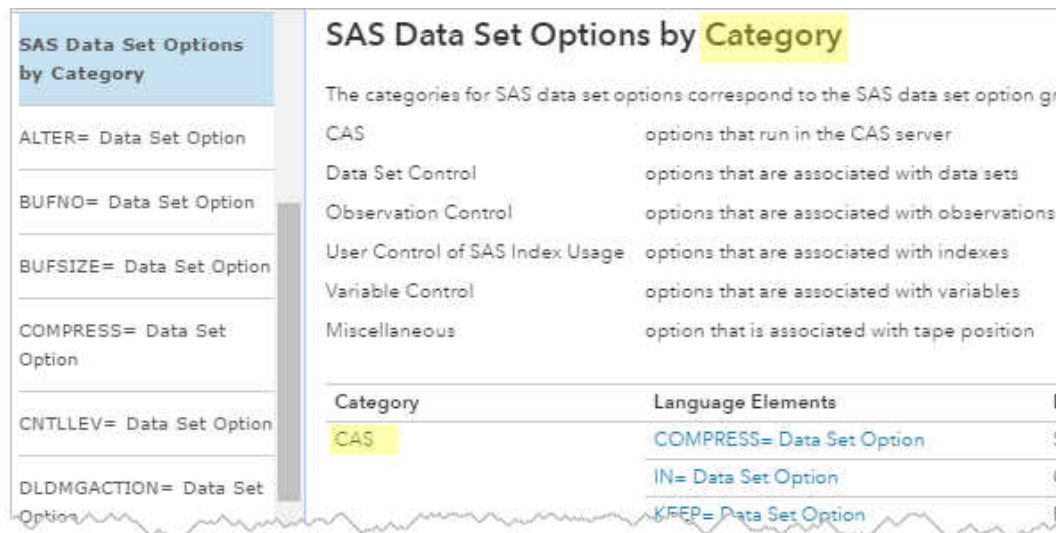 SAS Data Set Options
by Category
ALTER= Data Set Option
BUFNO= Data Set Option
BUFSIZE= Data Set Option
COMPRESS= Data Set
Option
CNTLLEV= Data Set Option
DLDMGACTION= Data Set
Option
SAS Data Set Options by Category
The categories for SAS data set options correspond to the SAS data set option
CAS options that run in the CAS server
Data Set Control options that are associated with data sets
Observation Control options that are associated with observations
User Control of SAS Index Usage options that are associated with indexes
Variable Control options that are associated with variables
Miscellaneous option that is associated with tape position
Category Language Elements
CAS COMPRESS= Data Set Option
IN= Data Set Option
KEEP= Data Set Option